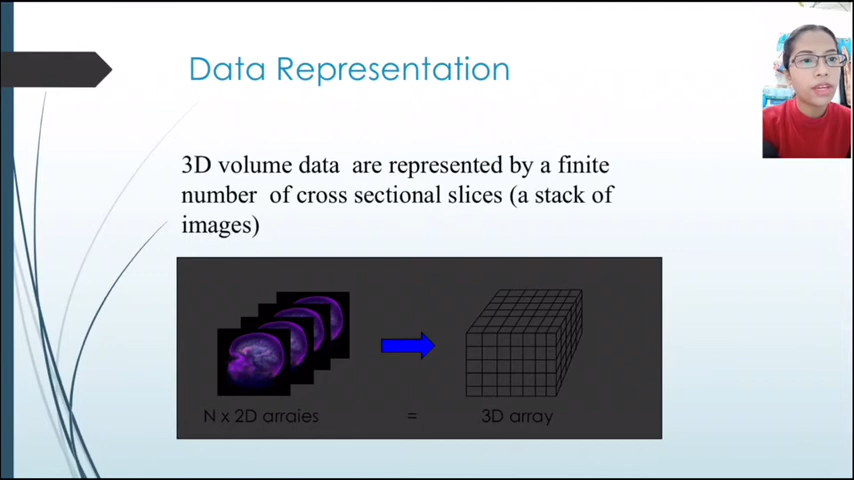 Data Representation
3D volume data are represented by a finite
number of cross sectional slices (a stack of
images)
N x 2D arraies = 3D array